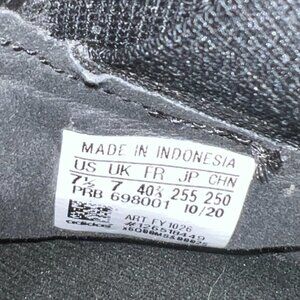 MADE IN INDONESIA
US UK FR JP CHN
7½ 7 40⅔ 255 250
PRB 698001 10/20
ART FY1026
adidas